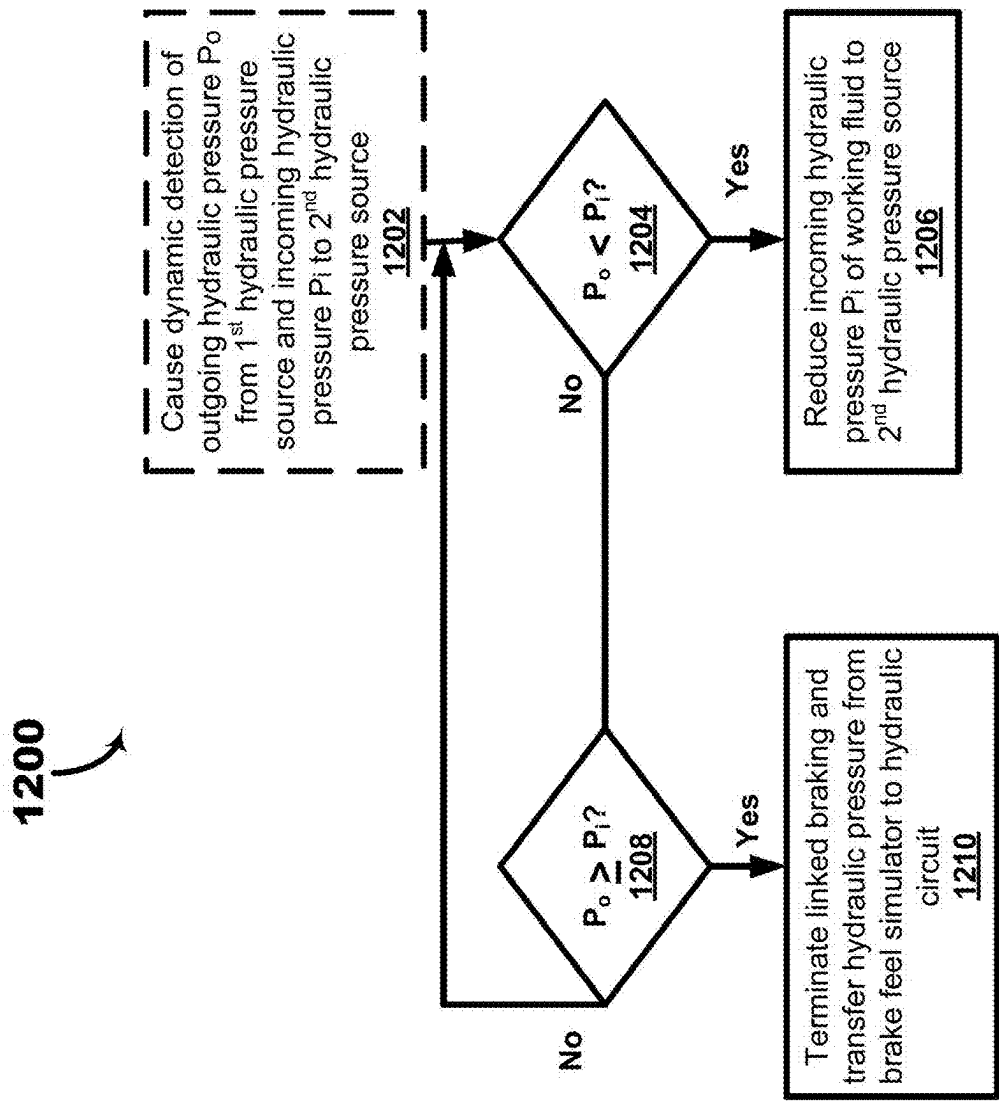 1200
Cause dynamic detection of
outgoing hydraulic pressure Po
from 1st hydraulic pressure
source and incoming hydraulic
pressure Pi to 2nd hydraulic
pressure source
1202
Po < Pi?
1204
No
Yes
Reduce incoming hydraulic
pressure Pi of working fluid to
2nd hydraulic pressure source
1206
Po ≥ Pi?
1208
No
Yes
Terminate linked braking and
transfer hydraulic pressure from
brake feel simulator to hydraulic
circuit
1210